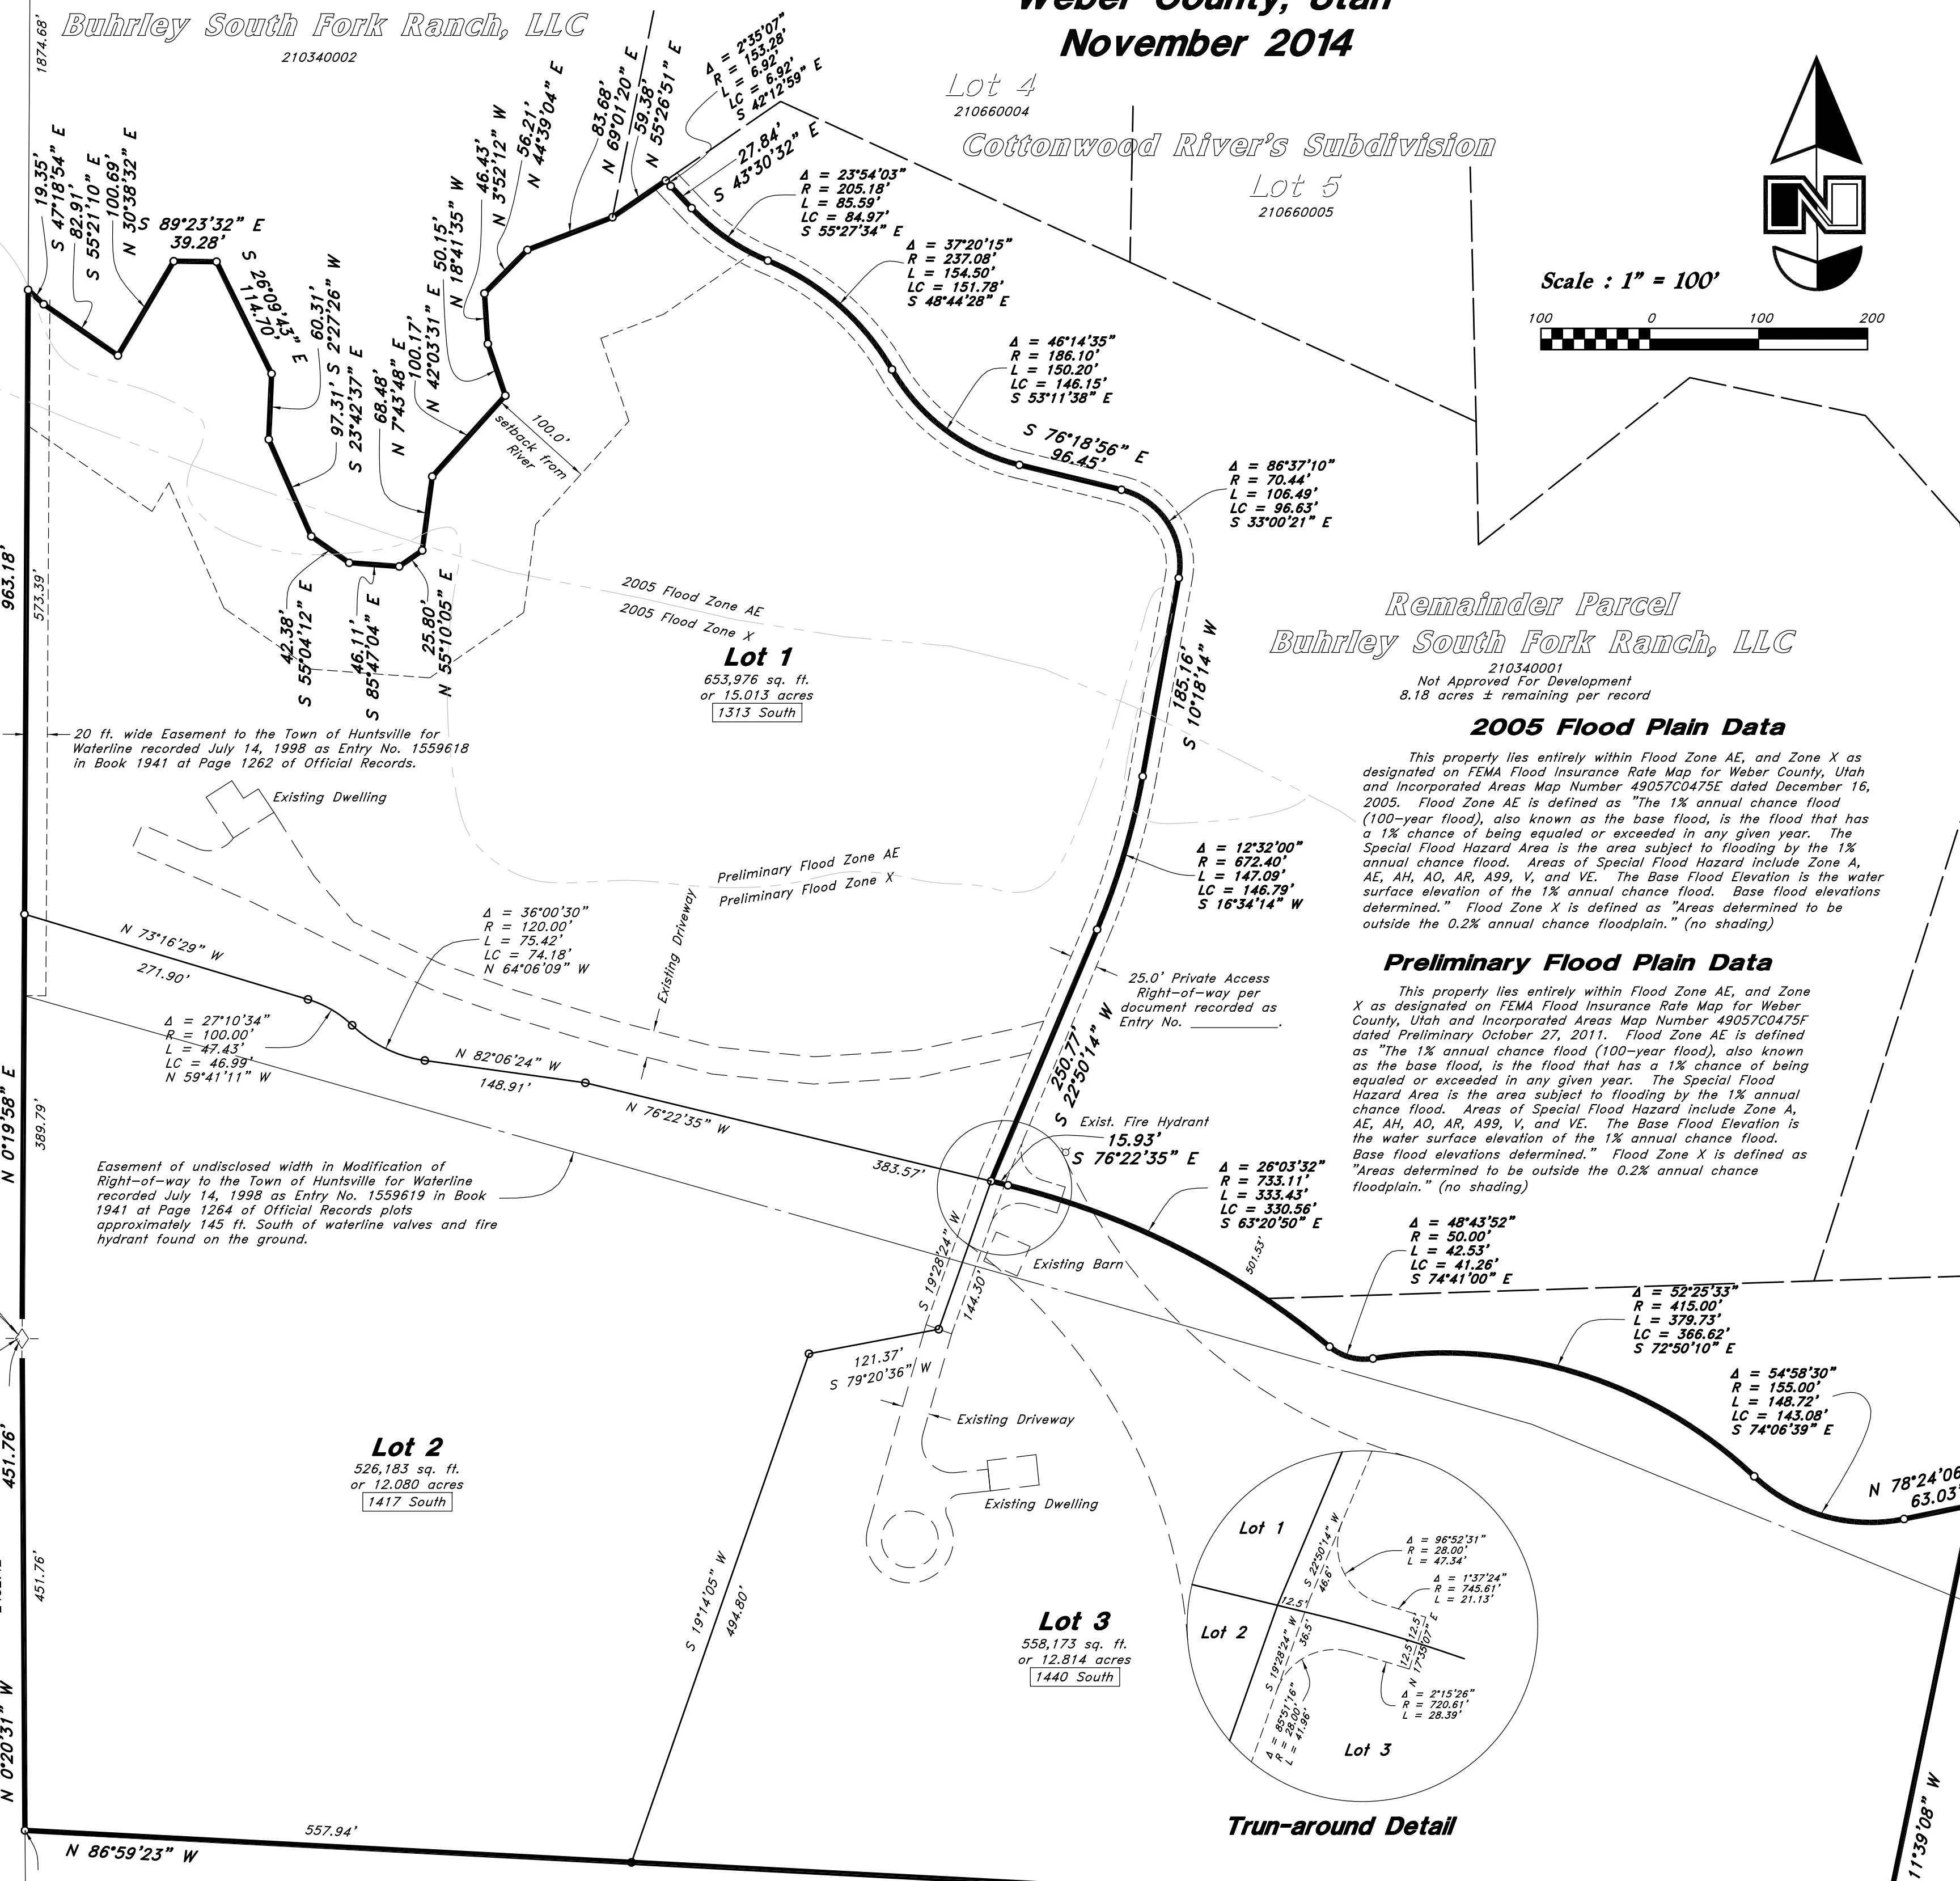 Weber County, Utah
November 2014
Buhrley South Fork Ranch, LLC
210340002
1874.68'
Lot 4
210660004
Cottonwood River's Subdivision
Lot 5
210660005
Scale : 1" = 100'
100 0 100 200
N
19.35'
S 47°18'54" E
82.91'
S 55°21'10" E
100.69'
N 30°38'32" E
S 89°23'32" E
39.28'
S 26°09'43" E
114.70'
60.31'
S 2°27'26" W
97.31'
S 23°42'37" E
42.38'
S 55°04'12" E
46.11'
S 85°47'04" E
25.80'
N 55°10'05" E
68.48'
N 7°43'48" E
100.17'
N 42°03'31" E
50.15'
N 18°41'35" W
46.43'
N 3°52'12" W
56.21'
N 44°39'04" E
83.68'
N 69°01'20" E
59.38'
N 55°26'51" E
Δ = 2°35'07"
R = 153.28'
L = 6.92'
LC = 6.92'
S 42°12'59" E
27.84'
S 43°30'32" E
Δ = 23°54'03"
R = 205.18'
L = 85.59'
LC = 84.97'
S 55°27'34" E
Δ = 37°20'15"
R = 237.08'
L = 154.50'
LC = 151.78'
S 48°44'28" E
Δ = 46°14'35"
R = 186.10'
L = 150.20'
LC = 146.15'
S 53°11'38" E
S 76°18'56" E
96.45'
Δ = 86°37'10"
R = 70.44'
L = 106.49'
LC = 96.63'
S 33°00'21" E
100.0'
setback from
River
963.18'
573.39'
2005 Flood Zone AE
2005 Flood Zone X
Lot 1
653,976 sq. ft.
or 15.013 acres
1313 South
185.16'
S 10°18'14" W
Remainder Parcel
Buhrley South Fork Ranch, LLC
210340001
Not Approved For Development
8.18 acres ± remaining per record
2005 Flood Plain Data
This property lies entirely within Flood Zone AE, and Zone X as
designated on FEMA Flood Insurance Rate Map for Weber County, Utah
and Incorporated Areas Map Number 49057C0475E dated December 16,
2005. Flood Zone AE is defined as "The 1% annual chance flood
(100-year flood), also known as the base flood, is the flood that has
a 1% chance of being equaled or exceeded in any given year. The
Special Flood Hazard Area is the area subject to flooding by the 1%
annual chance flood. Areas of Special Flood Hazard include Zone A,
AE, AH, AO, AR, A99, V, and VE. The Base Flood Elevation is the water
surface elevation of the 1% annual chance flood. Base flood elevations
determined." Flood Zone X is defined as "Areas determined to be
outside the 0.2% annual chance floodplain." (no shading)
Preliminary Flood Plain Data
This property lies entirely within Flood Zone AE, and Zone
X as designated on FEMA Flood Insurance Rate Map for Weber
County, Utah and Incorporated Areas Map Number 49057C0475F
dated Preliminary October 27, 2011. Flood Zone AE is defined
as "The 1% annual chance flood (100-year flood), also known
as the base flood, is the flood that has a 1% chance of being
equaled or exceeded in any given year. The Special Flood
Hazard Area is the area subject to flooding by the 1% annual
chance flood. Areas of Special Flood Hazard include Zone A,
AE, AH, AO, AR, A99, V, and VE. The Base Flood Elevation is
the water surface elevation of the 1% annual chance flood.
Base flood elevations determined." Flood Zone X is defined as
"Areas determined to be outside the 0.2% annual chance
floodplain." (no shading)
20 ft. wide Easement to the Town of Huntsville for
Waterline recorded July 14, 1998 as Entry No. 1559618
in Book 1941 at Page 1262 of Official Records.
Existing Dwelling
Preliminary Flood Zone AE
Preliminary Flood Zone X
Existing Driveway
Δ = 12°32'00"
R = 672.40'
L = 147.09'
LC = 146.79'
S 16°34'14" W
25.0' Private Access
Right-of-way per
document recorded as
Entry No. ____________.
N 73°16'29" W
271.90'
Δ = 36°00'30"
R = 120.00'
L = 75.42'
LC = 74.18'
N 64°06'09" W
Δ = 27°10'34"
R = 100.00'
L = 47.43'
LC = 46.99'
N 59°41'11" W
N 82°06'24" W
148.91'
N 76°22'35" W
383.57'
250.77'
S 22°50'14" W
Exist. Fire Hydrant
15.93'
S 76°22'35" E
N 0°19'58" E
389.79'
Easement of undisclosed width in Modification of
Right-of-way to the Town of Huntsville for Waterline
recorded July 14, 1998 as Entry No. 1559619 in Book
1941 at Page 1264 of Official Records plots
approximately 145 ft. South of waterline valves and fire
hydrant found on the ground.
Δ = 26°03'32"
R = 733.11'
L = 333.43'
LC = 330.56'
S 63°20'50" E
501.53'
Δ = 48°43'52"
R = 50.00'
L = 42.53'
LC = 41.26'
S 74°41'00" E
Δ = 52°25'33"
R = 415.00'
L = 379.73'
LC = 366.62'
S 72°50'10" E
Δ = 54°58'30"
R = 155.00'
L = 148.72'
LC = 143.08'
S 74°06'39" E
N 78°24'06
63.03'
S 19°28'24" W
144.30'
Existing Barn
121.37'
S 79°20'36" W
Existing Driveway
Existing Dwelling
Lot 2
526,183 sq. ft.
or 12.080 acres
1417 South
451.76'
451.76'
N 0°20'31" W
S 19°14'05" W
494.80'
Lot 3
558,173 sq. ft.
or 12.814 acres
1440 South
Lot 1
Lot 2
Lot 3
S 22°50'14" W
46.6'
Δ = 96°52'31"
R = 28.00'
L = 47.34'
Δ = 1°37'24"
R = 745.61'
L = 21.13'
12.5'
S 19°28'24" W
36.5'
12.5'
12.5'
N 17°35'07" E
Δ = 85°51'16"
R = 28.00'
L = 41.96'
Δ = 2°15'26"
R = 720.61'
L = 28.39'
Trun-around Detail
557.94'
N 86°59'23" W
11°39'08" W